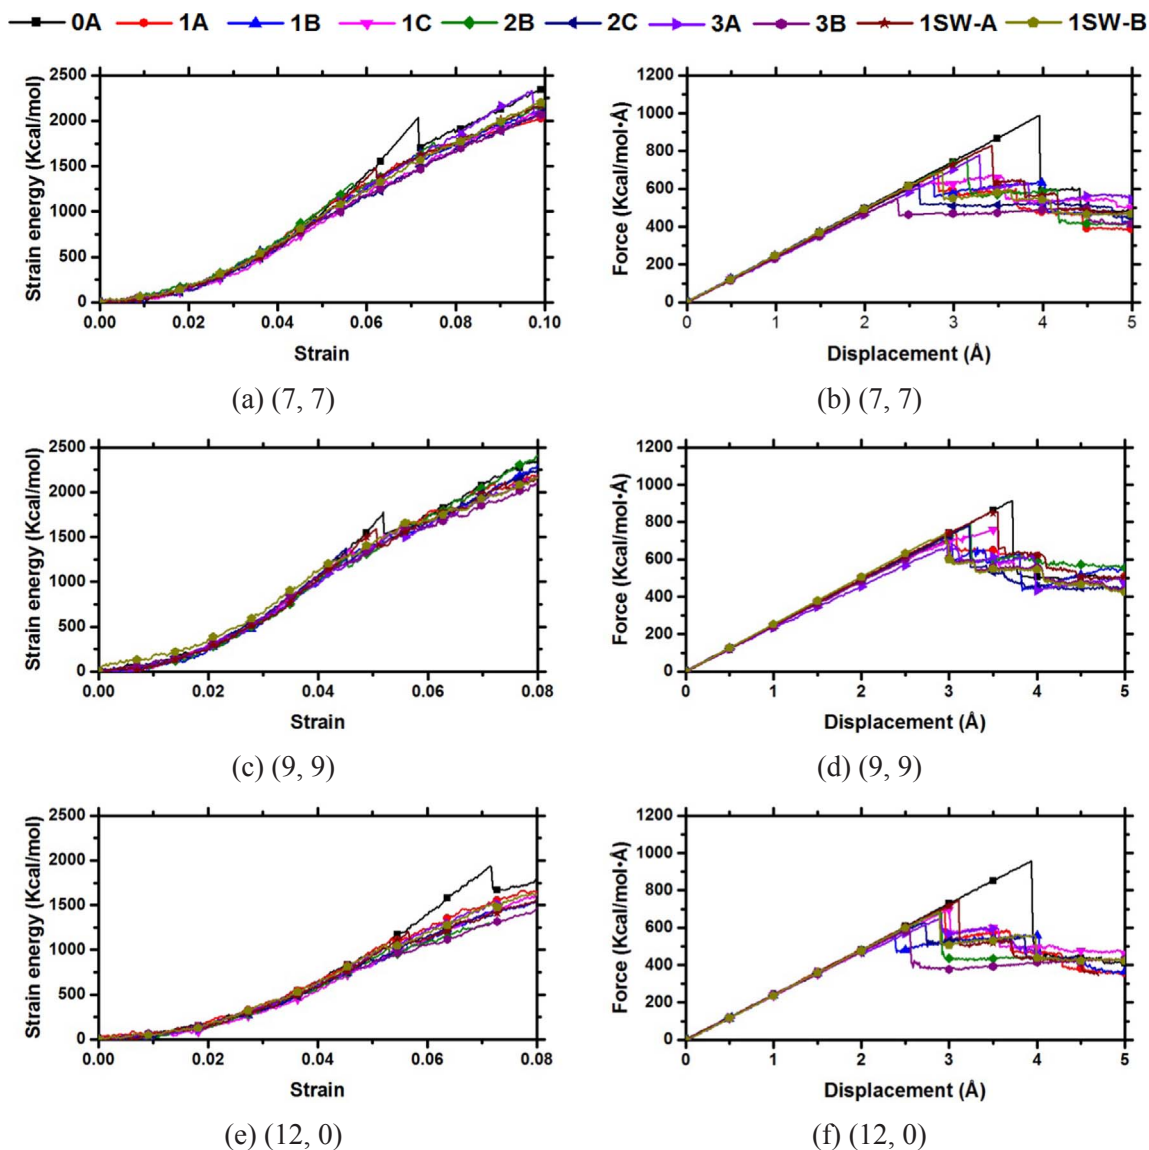 0A 1A 1B 1C 2B 2C 3A 3B 1SW-A 1SW-B
Strain energy (Kcal/mol)
2500
2000
1500
1000
500
0
0.00 0.02 0.04 0.06 0.08 0.10
Strain
(a) (7, 7)
Force (Kcal/mol•Å)
1200
1000
800
600
400
200
0
0 1 2 3 4 5
Displacement (Å)
(b) (7, 7)
Strain energy (Kcal/mol)
2500
2000
1500
1000
500
0
0.00 0.02 0.04 0.06 0.08
Strain
(c) (9, 9)
Force (Kcal/mol•Å)
1200
1000
800
600
400
200
0
0 1 2 3 4 5
Displacement (Å)
(d) (9, 9)
Strain energy (Kcal/mol)
2500
2000
1500
1000
500
0
0.00 0.02 0.04 0.06 0.08
Strain
(e) (12, 0)
Force (Kcal/mol•Å)
1200
1000
800
600
400
200
0
0 1 2 3 4 5
Displacement (Å)
(f) (12, 0)